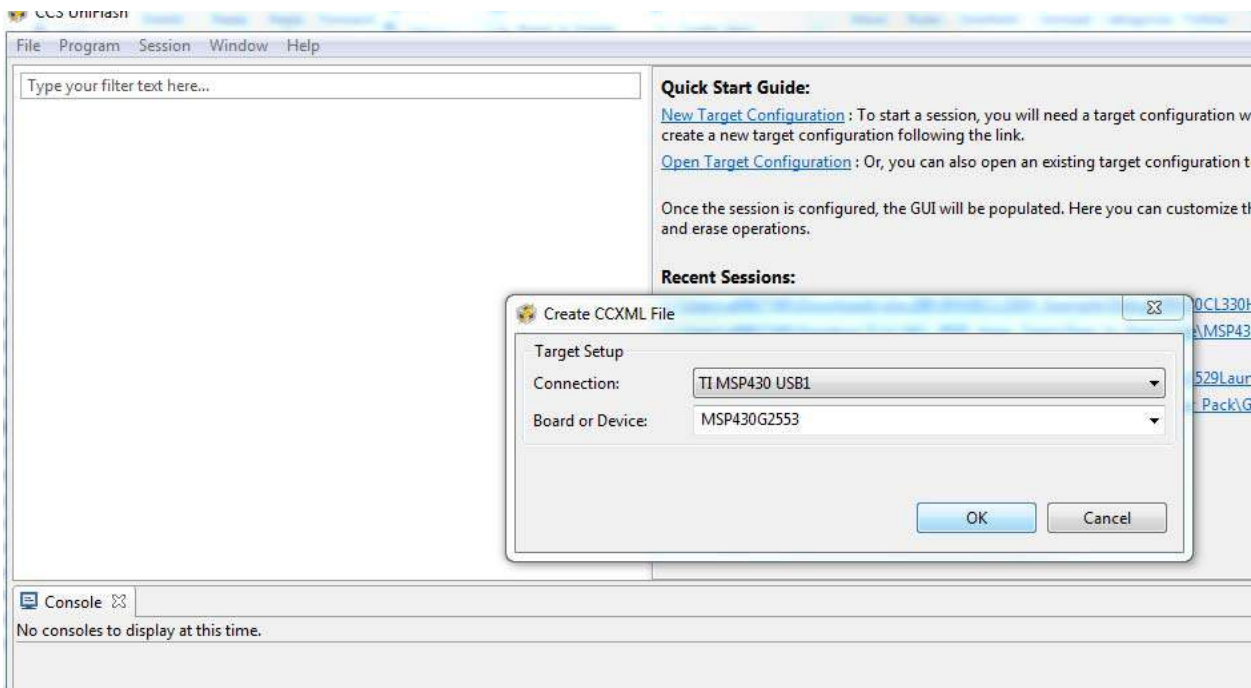 CCS UniFlash
File Program Session Window Help
Type your filter text here...
Quick Start Guide:
New Target Configuration : To start a session, you will need a target configuration w
create a new target configuration following the link.
Open Target Configuration : Or, you can also open an existing target configuration t
Once the session is configured, the GUI will be populated. Here you can customize th
and erase operations.
Recent Sessions:
0CL330H
\MSP43
529Laun
Pack\G
Create CCXML File
Target Setup
Connection: TI MSP430 USB1
Board or Device: MSP430G2553
OK Cancel
Console
No consoles to display at this time.